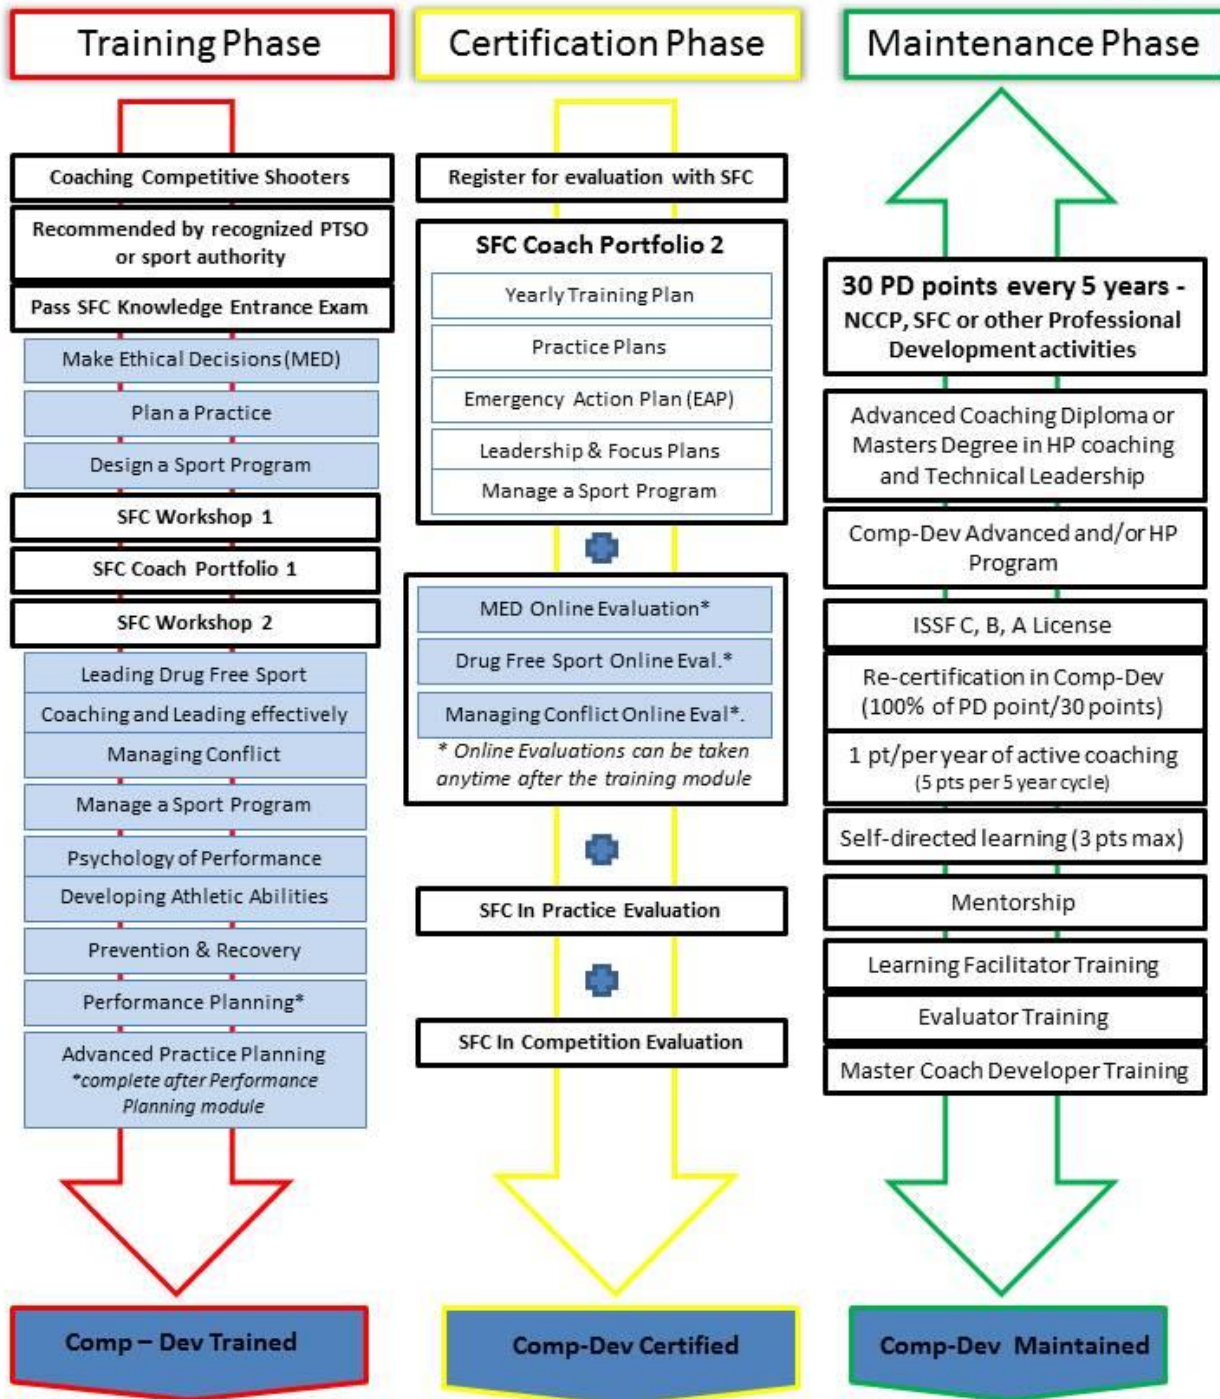 Training Phase
Coaching Competitive Shooters
Recommended by recognized PTSO
or sport authority
Pass SFC Knowledge Entrance Exam
Make Ethical Decisions (MED)
Plan a Practice
Design a Sport Program
SFC Workshop 1
SFC Coach Portfolio 1
SFC Workshop 2
Leading Drug Free Sport
Coaching and Leading effectively
Managing Conflict
Manage a Sport Program
Psychology of Performance
Developing Athletic Abilities
Prevention & Recovery
Performance Planning*
Advanced Practice Planning
*complete after Performance
Planning module
Comp – Dev Trained
Certification Phase
Register for evaluation with SFC
SFC Coach Portfolio 2
Yearly Training Plan
Practice Plans
Emergency Action Plan (EAP)
Leadership & Focus Plans
Manage a Sport Program
MED Online Evaluation*
Drug Free Sport Online Eval.*
Managing Conflict Online Eval*.
* Online Evaluations can be taken
anytime after the training module
SFC In Practice Evaluation
SFC In Competition Evaluation
Comp-Dev Certified
Maintenance Phase
30 PD points every 5 years -
NCCP, SFC or other Professional
Development activities
Advanced Coaching Diploma or
Masters Degree in HP coaching
and Technical Leadership
Comp-Dev Advanced and/or HP
Program
ISSF C, B, A License
Re-certification in Comp-Dev
(100% of PD point/30 points)
1 pt/per year of active coaching
(5 pts per 5 year cycle)
Self-directed learning (3 pts max)
Mentorship
Learning Facilitator Training
Evaluator Training
Master Coach Developer Training
Comp-Dev Maintained